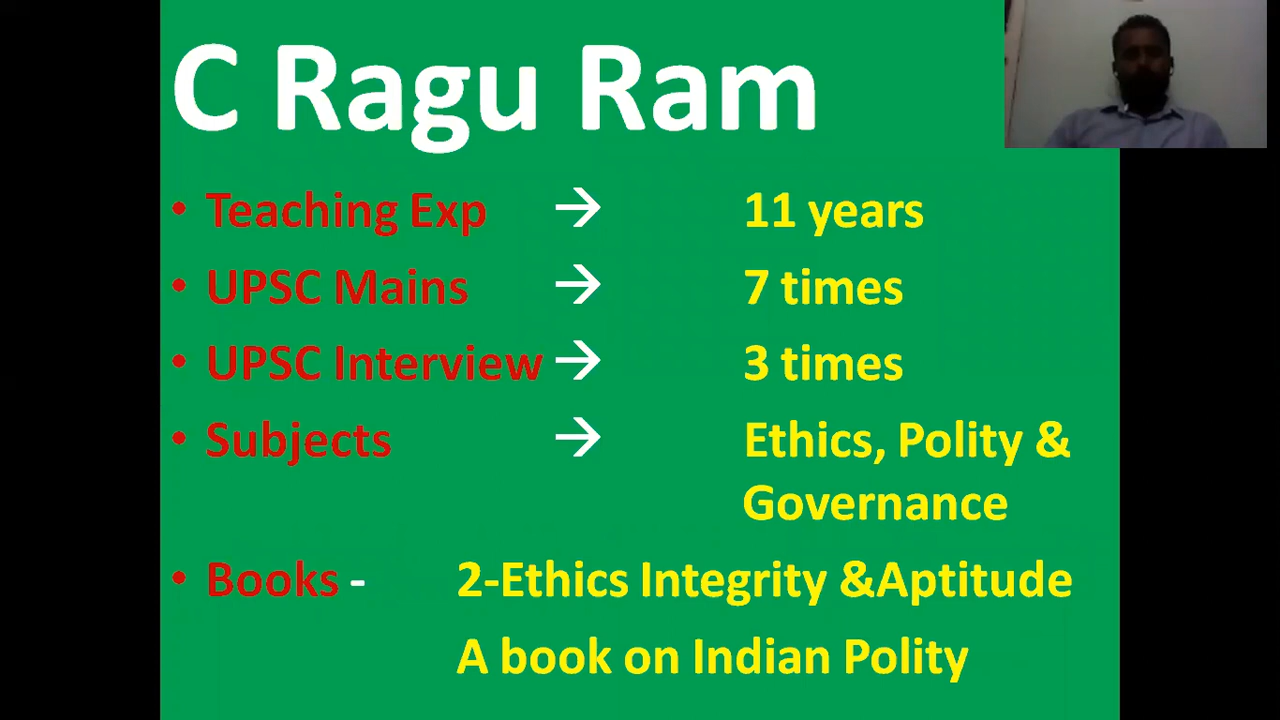 C Ragu Ram
• Teaching Exp → 11 years
• UPSC Mains → 7 times
• UPSC Interview → 3 times
• Subjects → Ethics, Polity &
Governance
• Books - 2-Ethics Integrity &Aptitude
A book on Indian Polity